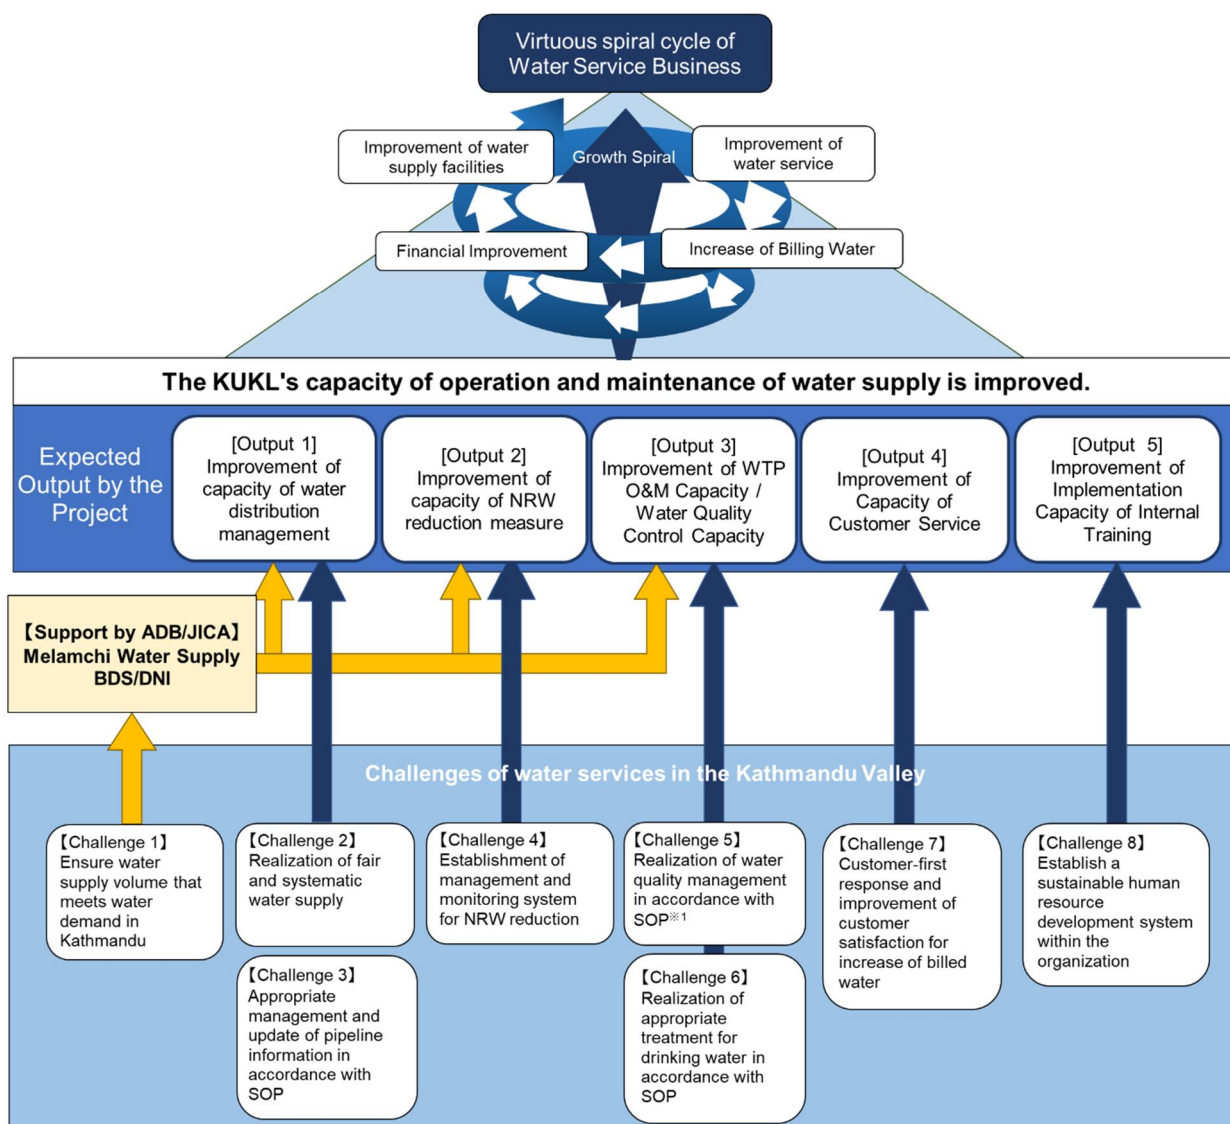 Virtuous spiral cycle of
Water Service Business
Improvement of water
supply facilities
Growth Spiral
Improvement of
water service
Financial Improvement
Increase of Billing Water
The KUKL's capacity of operation and maintenance of water supply is improved.
Expected
Output by the
Project
[Output 1]
Improvement of
capacity of water
distribution
management
[Output 2]
Improvement of
capacity of NRW
reduction measure
[Output 3]
Improvement of WTP
O&M Capacity /
Water Quality
Control Capacity
[Output 4]
Improvement of
Capacity of
Customer Service
[Output 5]
Improvement of
Implementation
Capacity of Internal
Training
【Support by ADB/JICA】
Melamchi Water Supply
BDS/DNI
Challenges of water services in the Kathmandu Valley
【Challenge 1】
Ensure water
supply volume that
meets water
demand in
Kathmandu
【Challenge 2】
Realization of fair
and systematic
water supply
【Challenge 3】
Appropriate
management and
update of pipeline
information in
accordance with
SOP
【Challenge 4】
Establishment of
management and
monitoring system
for NRW reduction
【Challenge 5】
Realization of water
quality management
in accordance with
SOP※1
【Challenge 6】
Realization of
appropriate
treatment for
drinking water in
accordance with
SOP
【Challenge 7】
Customer-first
response and
improvement of
customer
satisfaction for
increase of billed
water
【Challenge 8】
Establish a
sustainable human
resource
development system
within the
organization